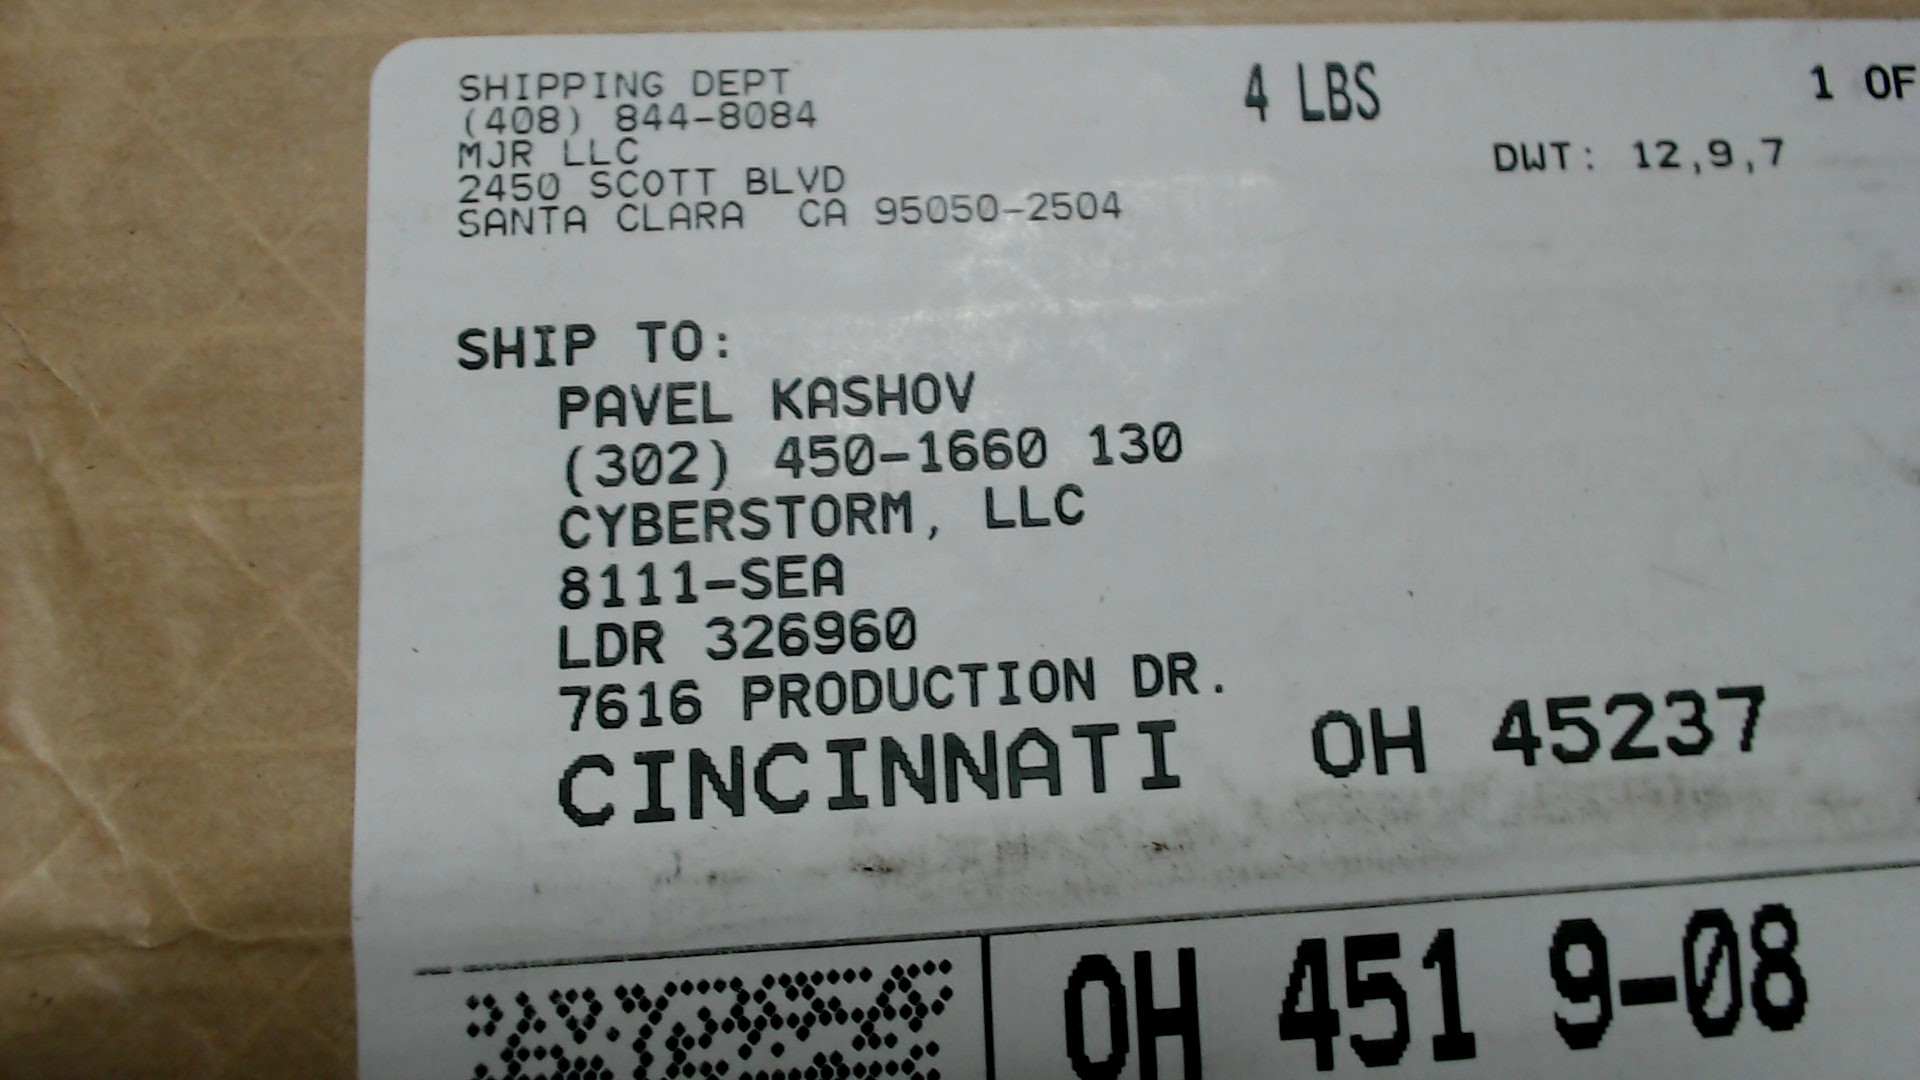 SHIPPING DEPT
(408) 844-8084
MJR LLC
2450 SCOTT BLVD
SANTA CLARA CA 95050-2504
4 LBS
1 OF
DWT: 12,9,7
SHIP TO:
PAVEL KASHOV
(302) 450-1660 130
CYBERSTORM, LLC
8111-SEA
LDR 326960
7616 PRODUCTION DR.
CINCINNATI OH 45237
OH 451 9-08